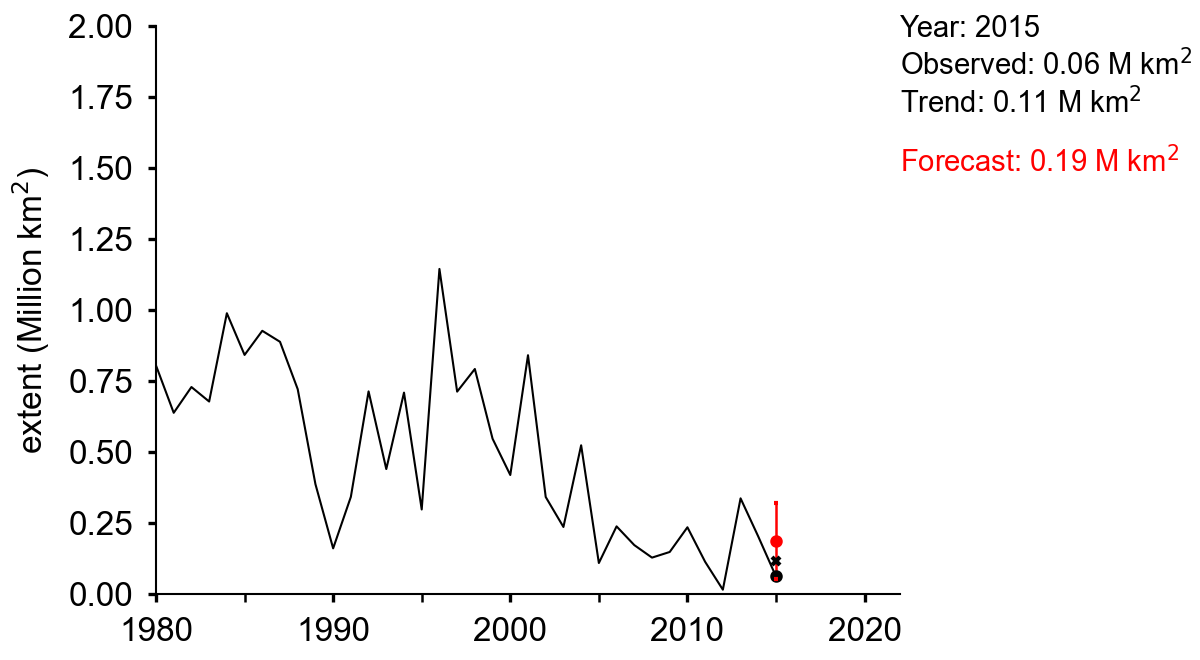 2.00
1.75
1.50
1.25
1.00
0.75
0.50
0.25
0.00
extent (Million km²)
1980
1990
2000
2010
2020
Year: 2015
Observed: 0.06 M km²
Trend: 0.11 M km²
Forecast: 0.19 M km²